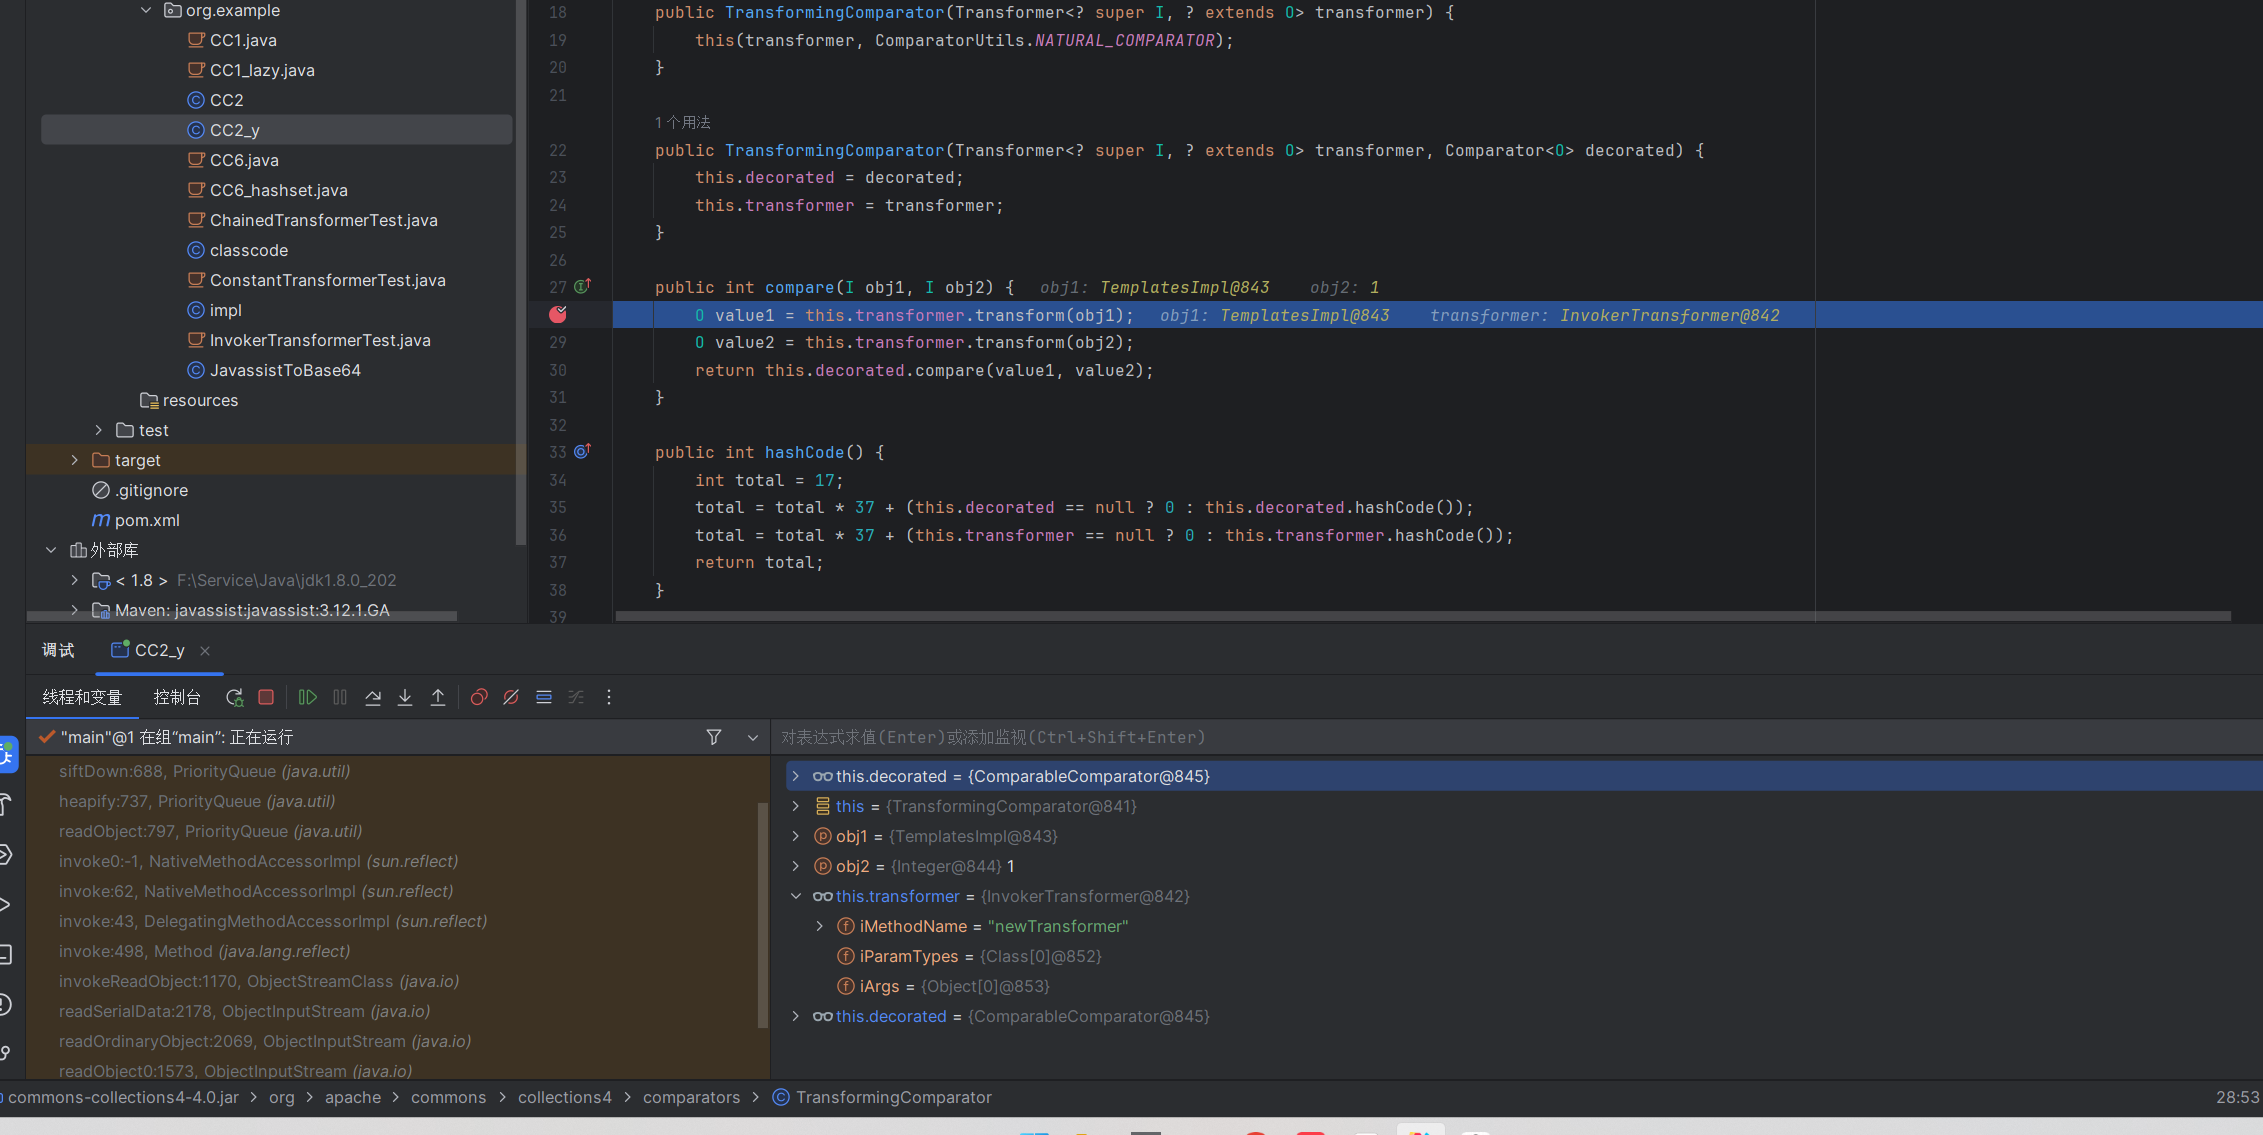 org.example
CC1.java
CC1_lazy.java
CC2
CC2_y
CC6.java
CC6_hashset.java
ChainedTransformerTest.java
classcode
ConstantTransformerTest.java
impl
InvokerTransformerTest.java
JavassistToBase64
resources
test
target
.gitignore
pom.xml
外部库
< 1.8 > F:\Service\Java\jdk1.8.0_202
Maven: javassist:javassist:3.12.1.GA
18 public TransformingComparator(Transformer<? super I, ? extends O> transformer) {
19 this(transformer, ComparatorUtils.NATURAL_COMPARATOR);
20 }
21
1 个用法
22 public TransformingComparator(Transformer<? super I, ? extends O> transformer, Comparator<O> decorated) {
23 this.decorated = decorated;
24 this.transformer = transformer;
25 }
26
27 public int compare(I obj1, I obj2) { obj1: TemplatesImpl@843 obj2: 1
O value1 = this.transformer.transform(obj1); obj1: TemplatesImpl@843 transformer: InvokerTransformer@842
29 O value2 = this.transformer.transform(obj2);
30 return this.decorated.compare(value1, value2);
31 }
32
33 public int hashCode() {
34 int total = 17;
35 total = total * 37 + (this.decorated == null ? 0 : this.decorated.hashCode());
36 total = total * 37 + (this.transformer == null ? 0 : this.transformer.hashCode());
37 return total;
38 }
39
调试 CC2_y
线程和变量 控制台
"main"@1 在组“main”: 正在运行
siftDown:688, PriorityQueue (java.util)
heapify:737, PriorityQueue (java.util)
readObject:797, PriorityQueue (java.util)
invoke0:-1, NativeMethodAccessorImpl (sun.reflect)
invoke:62, NativeMethodAccessorImpl (sun.reflect)
invoke:43, DelegatingMethodAccessorImpl (sun.reflect)
invoke:498, Method (java.lang.reflect)
invokeReadObject:1170, ObjectStreamClass (java.io)
readSerialData:2178, ObjectInputStream (java.io)
readOrdinaryObject:2069, ObjectInputStream (java.io)
readObject0:1573, ObjectInputStream (java.io)
对表达式求值(Enter)或添加监视(Ctrl+Shift+Enter)
this.decorated = {ComparableComparator@845}
this = {TransformingComparator@841}
obj1 = {TemplatesImpl@843}
obj2 = {Integer@844} 1
this.transformer = {InvokerTransformer@842}
iMethodName = "newTransformer"
iParamTypes = {Class[0]@852}
iArgs = {Object[0]@853}
this.decorated = {ComparableComparator@845}
commons-collections4-4.0.jar > org > apache > commons > collections4 > comparators > TransformingComparator
28:53